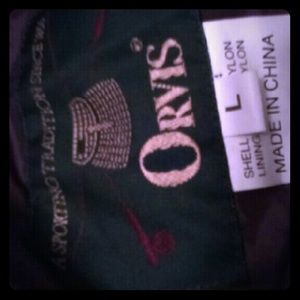 A SPORTING TRADITION SINCE
ORVIS®
L
SHELL
YLON
LINING
YLON
MADE IN CHINA